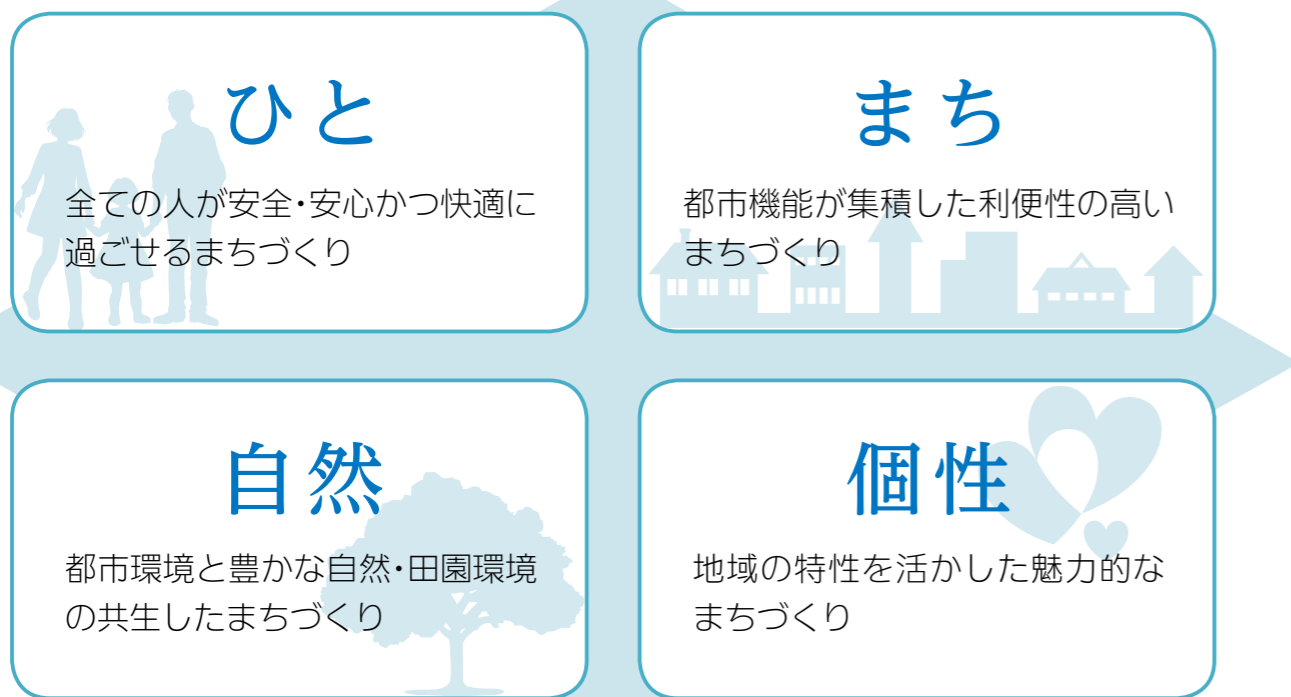 ひと
全ての人が安全・安心かつ快適に
過ごせるまちづくり
まち
都市機能が集積した利便性の高い
まちづくり
自然
都市環境と豊かな自然・田園環境
の共生したまちづくり
個性
地域の特性を活かした魅力的な
まちづくり